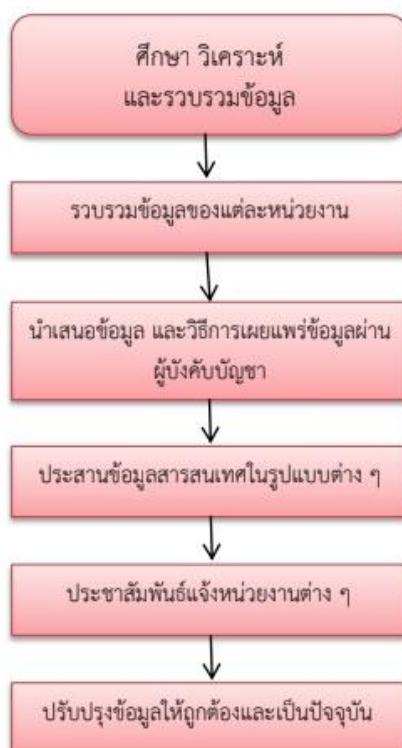 ศึกษา วิเคราะห์
และรวบรวมข้อมูล
รวบรวมข้อมูลของแต่ละหน่วยงาน
นำเสนอข้อมูล และวิธีการเผยแพร่ข้อมูลผ่าน
ผู้บังคับบัญชา
ประสานข้อมูลสารสนเทศในรูปแบบต่าง ๆ
ประชาสัมพันธ์แจ้งหน่วยงานต่าง ๆ
ปรับปรุงข้อมูลให้ถูกต้องและเป็นปัจจุบัน